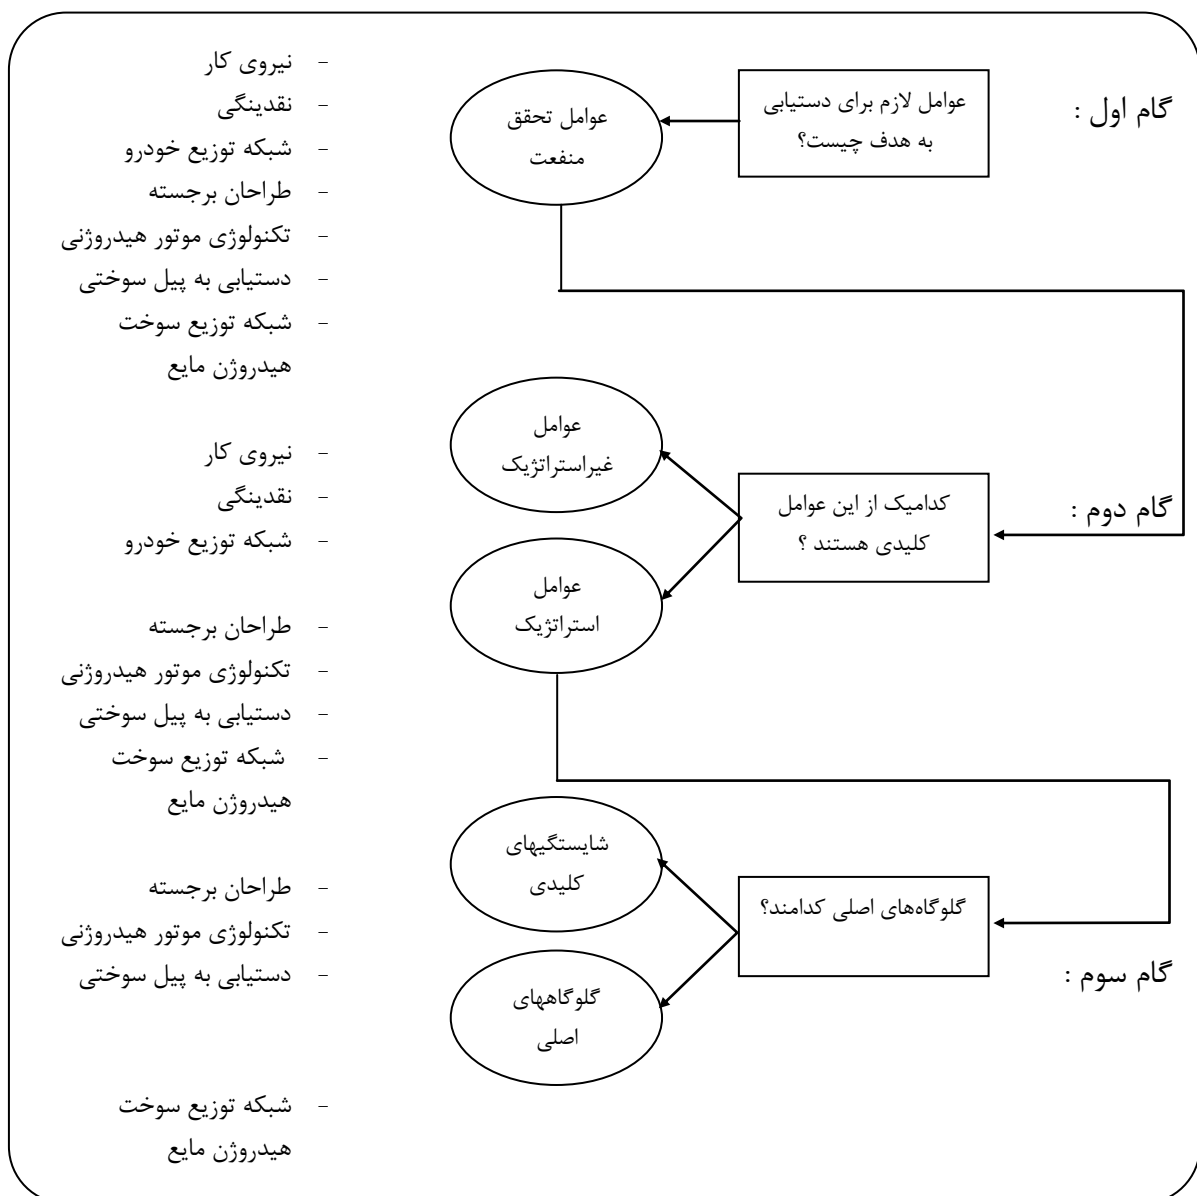 گام اول :
عوامل لازم برای دستیابی
به هدف چیست؟
عوامل تحقق
منفعت
- نیروی کار
- نقدینگی
- شبکه توزیع خودرو
- طراحان برجسته
- تکنولوژی موتور هیدروژنی
- دستیابی به پیل سوختی
- شبکه توزیع سوخت
هیدروژن مایع
گام دوم :
کدامیک از این عوامل
کلیدی هستند ؟
عوامل
غیراستراتژیک
- نیروی کار
- نقدینگی
- شبکه توزیع خودرو
عوامل
استراتژیک
- طراحان برجسته
- تکنولوژی موتور هیدروژنی
- دستیابی به پیل سوختی
- شبکه توزیع سوخت
هیدروژن مایع
گام سوم :
گلوگاه‌های اصلی کدامند؟
شایستگیهای
کلیدی
- طراحان برجسته
- تکنولوژی موتور هیدروژنی
- دستیابی به پیل سوختی
گلوگاههای
اصلی
- شبکه توزیع سوخت
هیدروژن مایع